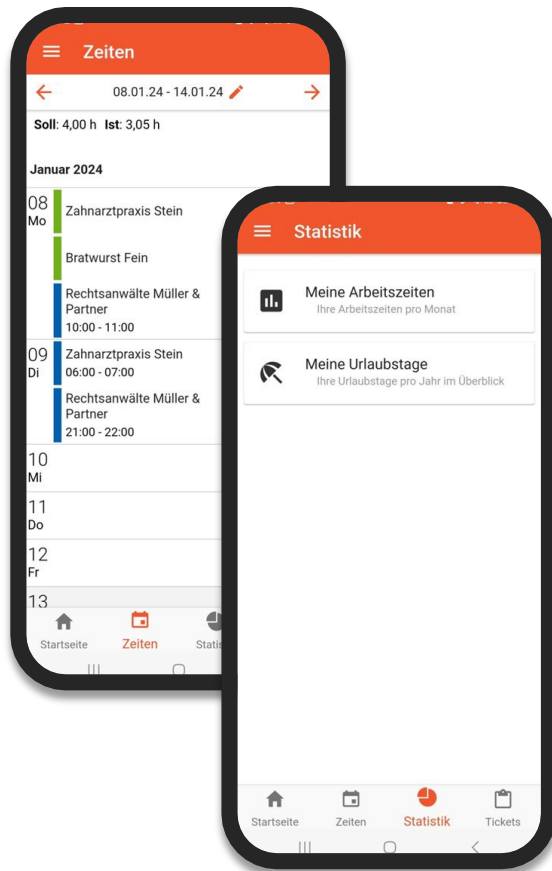 Zeiten
08.01.24 - 14.01.24
Soll: 4,00 h Ist: 3,05 h
Januar 2024
08
Mo
Zahnarztpraxis Stein
Bratwurst Fein
Rechtsanwälte Müller &
Partner
10:00 - 11:00
09
Di
Zahnarztpraxis Stein
06:00 - 07:00
Rechtsanwälte Müller &
Partner
21:00 - 22:00
10
Mi
11
Do
12
Fr
13
Startseite
Zeiten
Statistik
Meine Arbeitszeiten
Ihre Arbeitszeiten pro Monat
Meine Urlaubstage
Ihre Urlaubstage pro Jahr im Überblick
Startseite
Zeiten
Statistik
Tickets